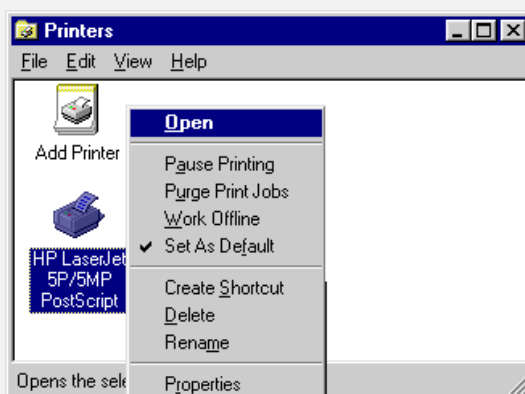 Printers
File Edit View Help
Add Printer
HP LaserJet
5P/5MP
PostScript
Open
Pause Printing
Purge Print Jobs
Work Offline
Set As Default
Create Shortcut
Delete
Rename
Properties
Opens the